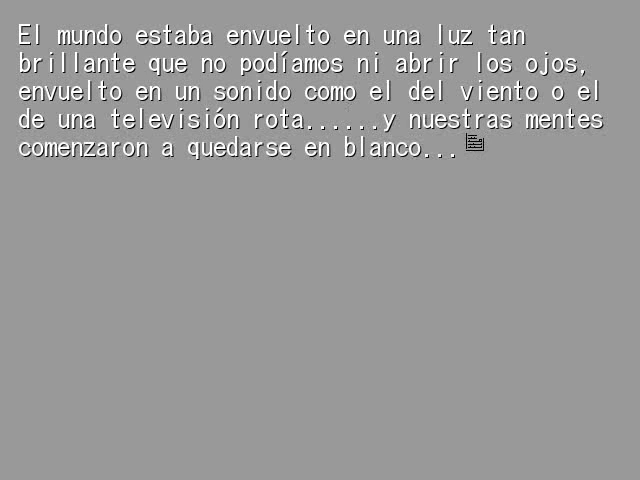 El mundo estaba envuelto en una luz tan
brillante que no podíamos ni abrir los ojos,
envuelto en un sonido como el del viento o el
de una televisión rota......y nuestras mentes
comenzaron a quedarse en blanco...